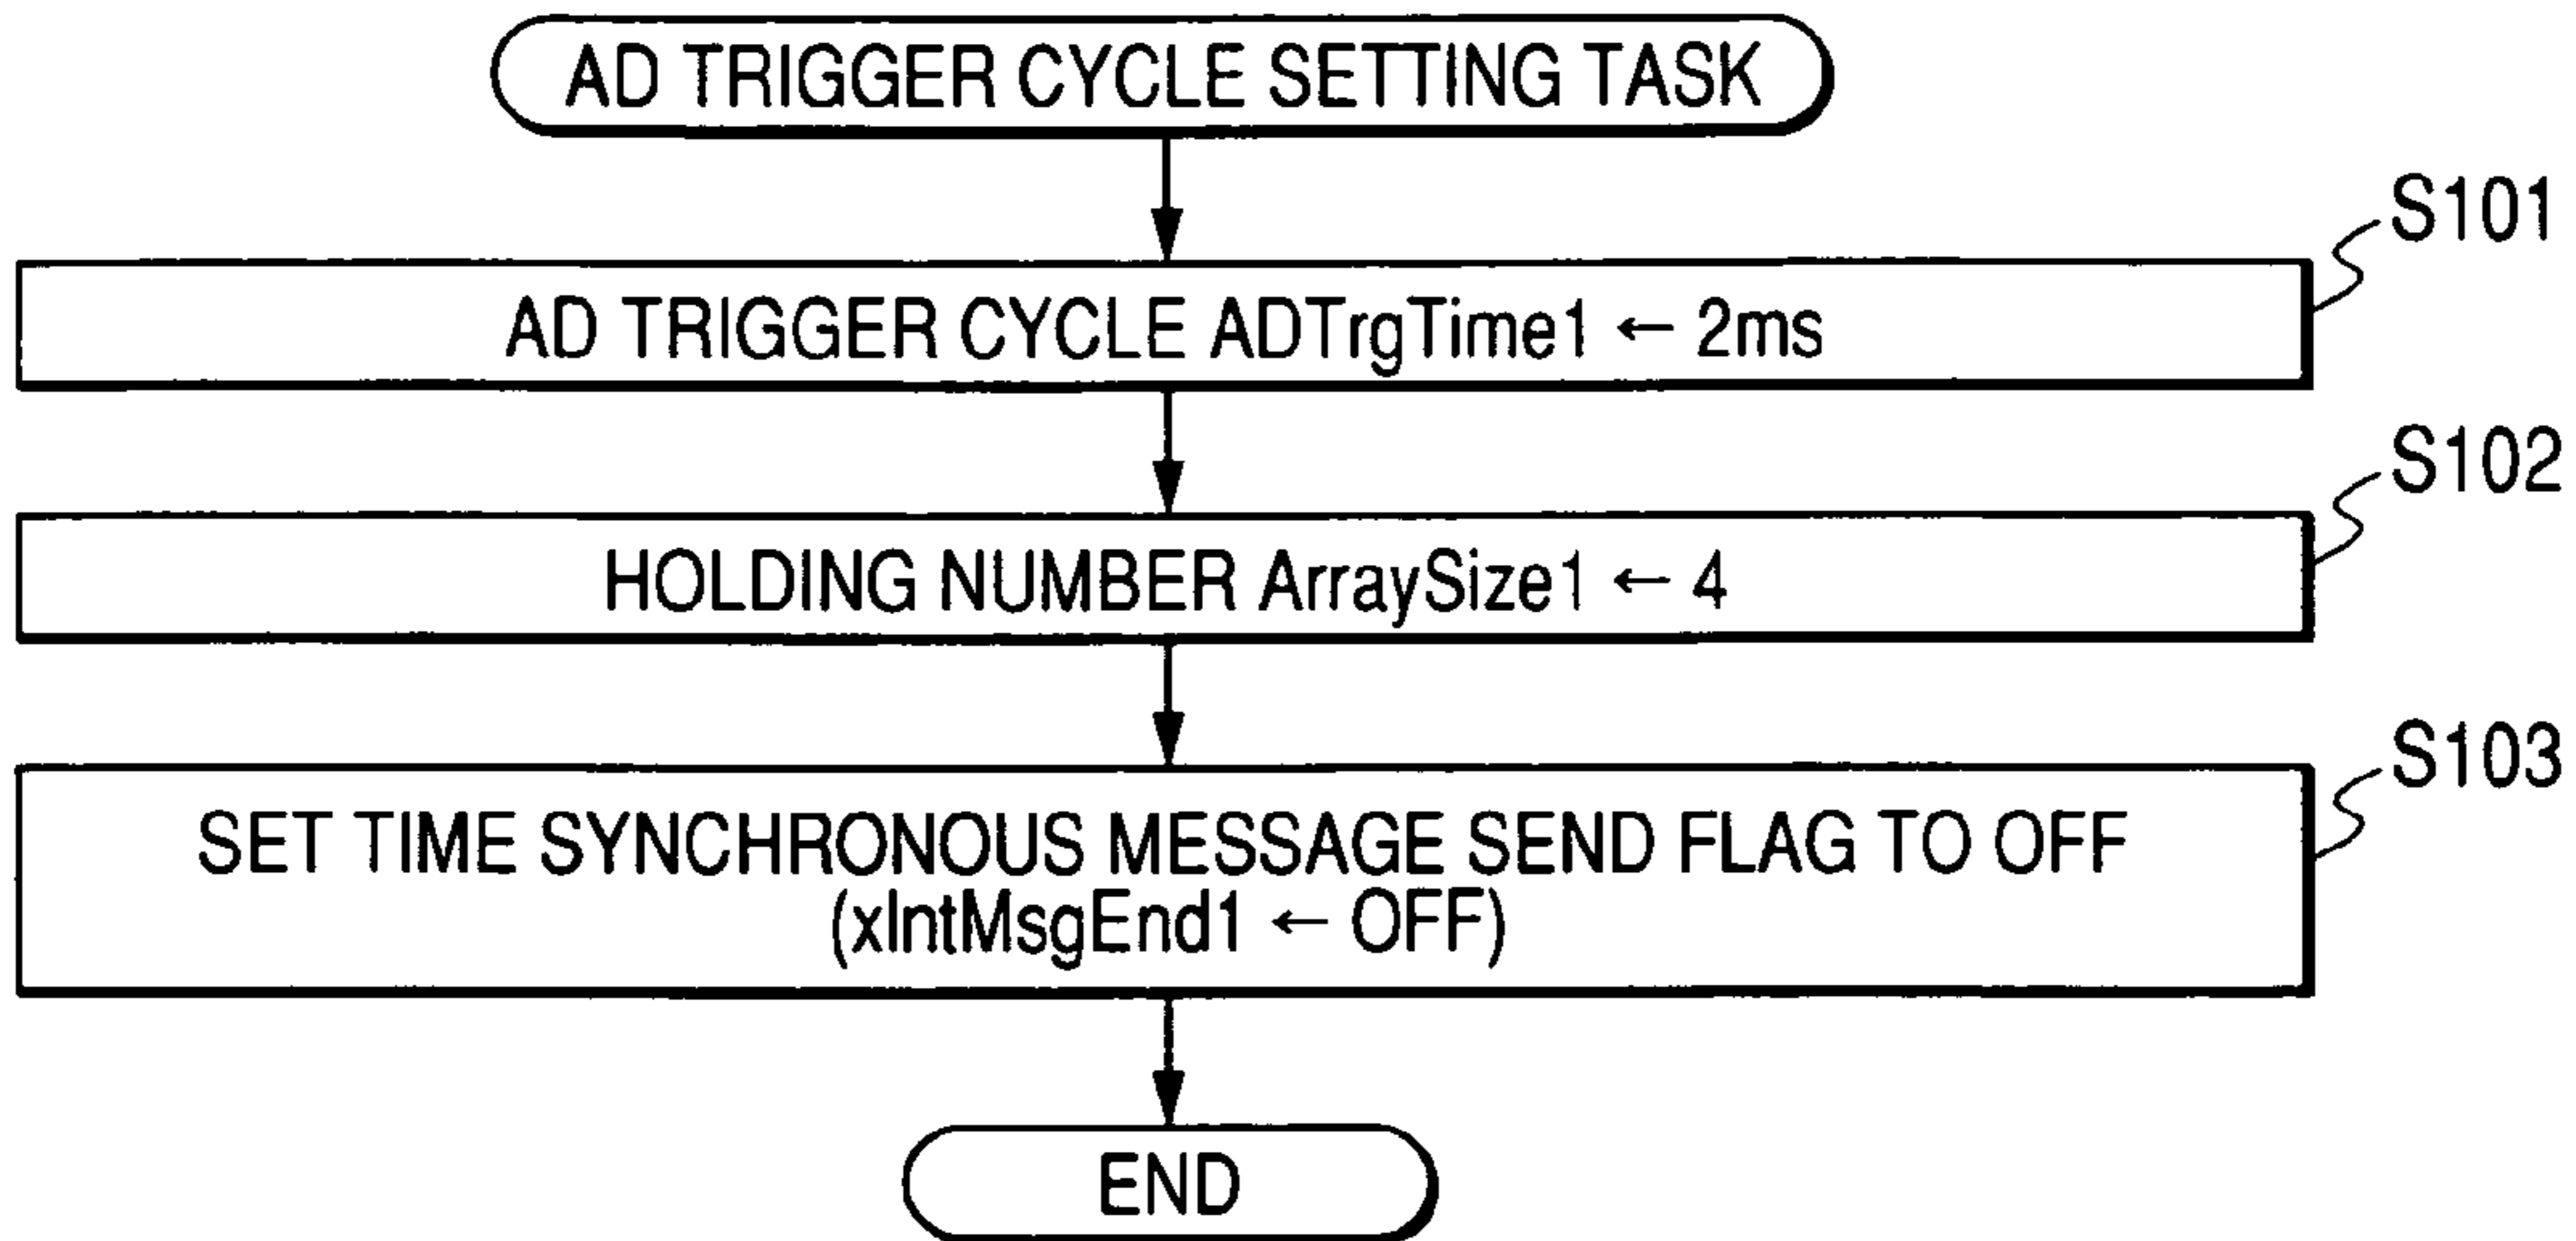 AD TRIGGER CYCLE SETTING TASK
S101
AD TRIGGER CYCLE ADTrgTime1 ← 2ms
S102
HOLDING NUMBER ArraySize1 ← 4
S103
SET TIME SYNCHRONOUS MESSAGE SEND FLAG TO OFF
(xIntMsgEnd1 ← OFF)
END